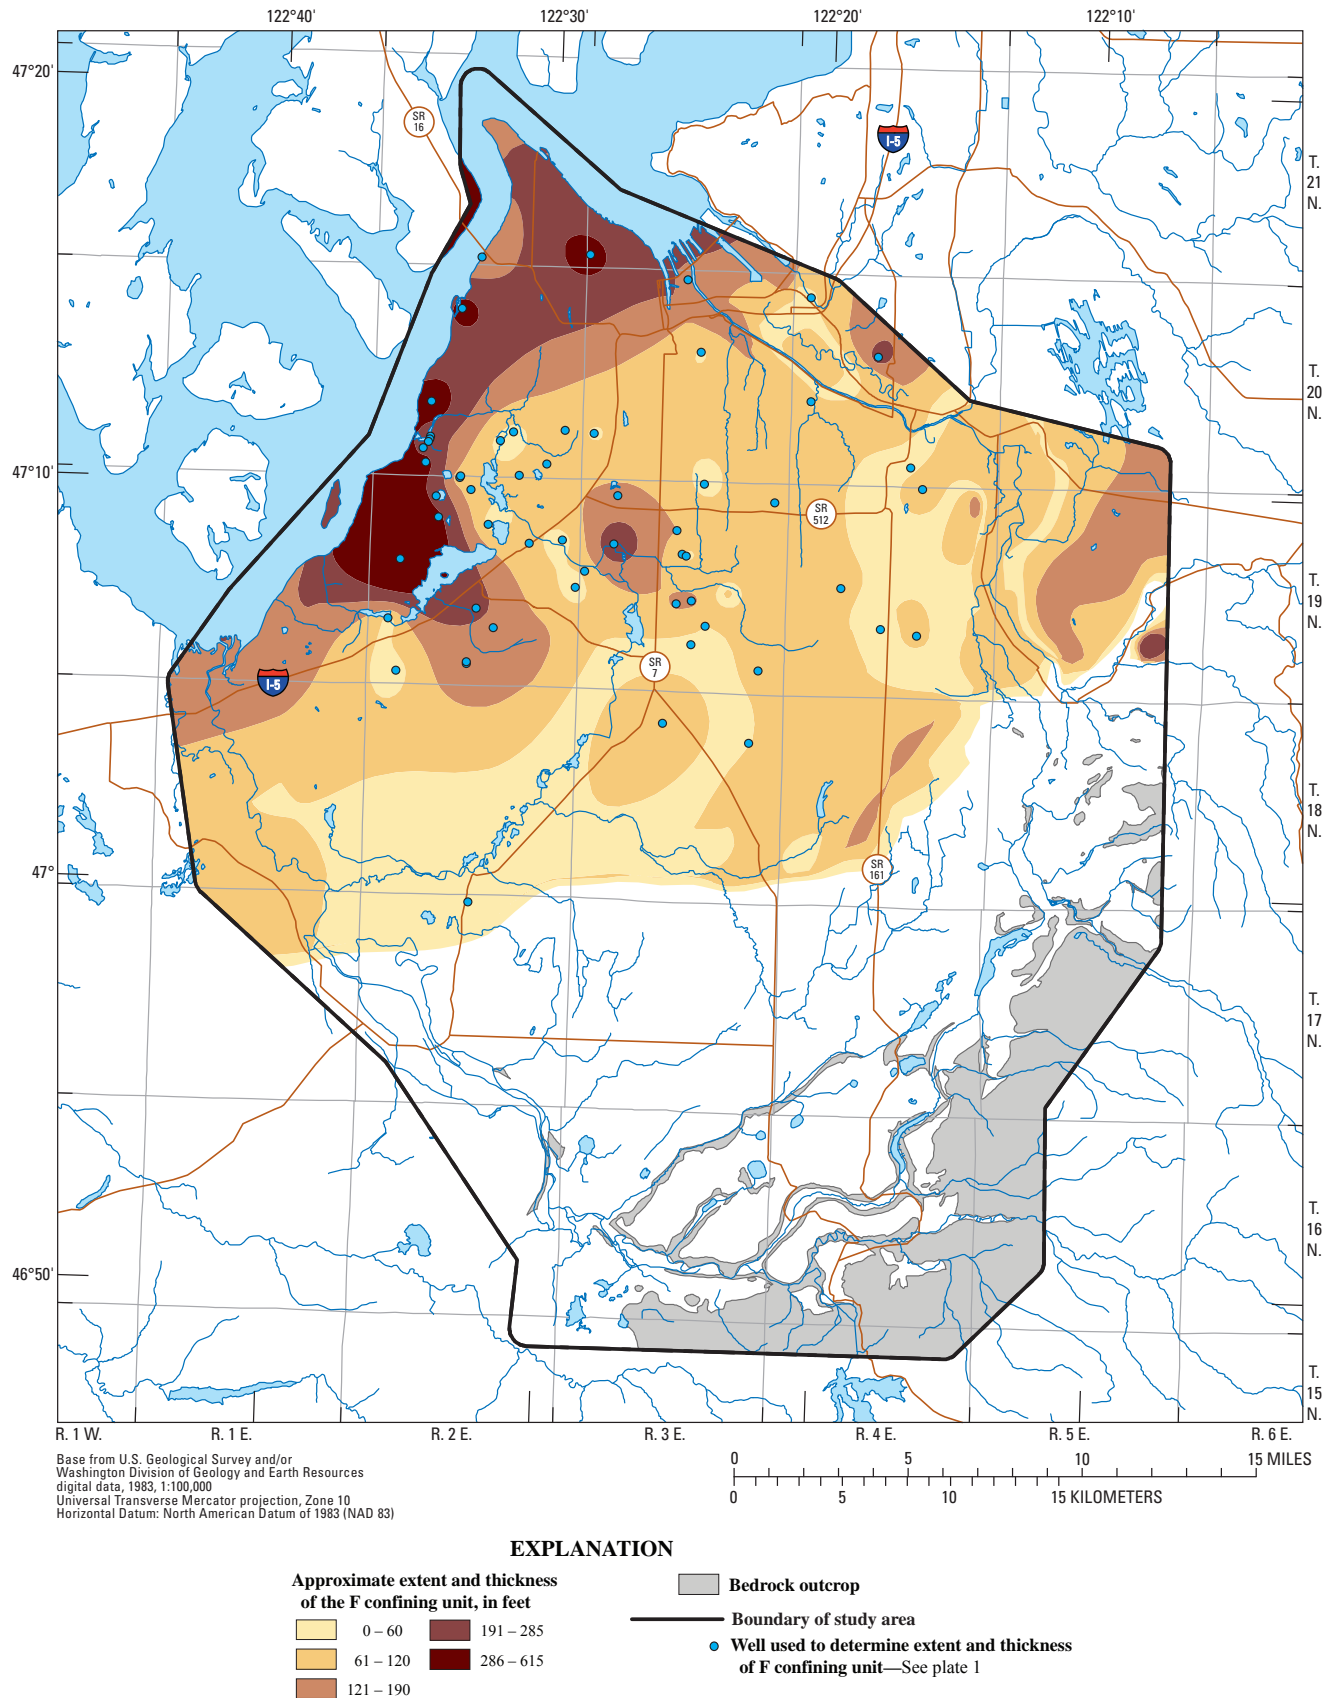 122°40'
122°30'
122°20'
122°10'
47°20'
SR
16
I-5
T.
21
N.
T.
20
N.
47°10'
SR
512
T.
19
N.
SR
7
I-5
T.
18
N.
47°
SR
161
T.
17
N.
T.
16
N.
46°50'
T.
15
N.
R. 1 W.
R. 1 E.
R. 2 E.
R. 3 E.
R. 4 E.
R. 5 E.
R. 6 E.
Base from U.S. Geological Survey and/or
Washington Division of Geology and Earth Resources
digital data, 1983, 1:100,000
Universal Transverse Mercator projection, Zone 10
Horizontal Datum: North American Datum of 1983 (NAD 83)
0 5 10 15 MILES
0 5 10 15 KILOMETERS
EXPLANATION
Approximate extent and thickness
of the F confining unit, in feet
0 – 60
61 – 120
121 – 190
191 – 285
286 – 615
Bedrock outcrop
Boundary of study area
Well used to determine extent and thickness
of F confining unit—See plate 1